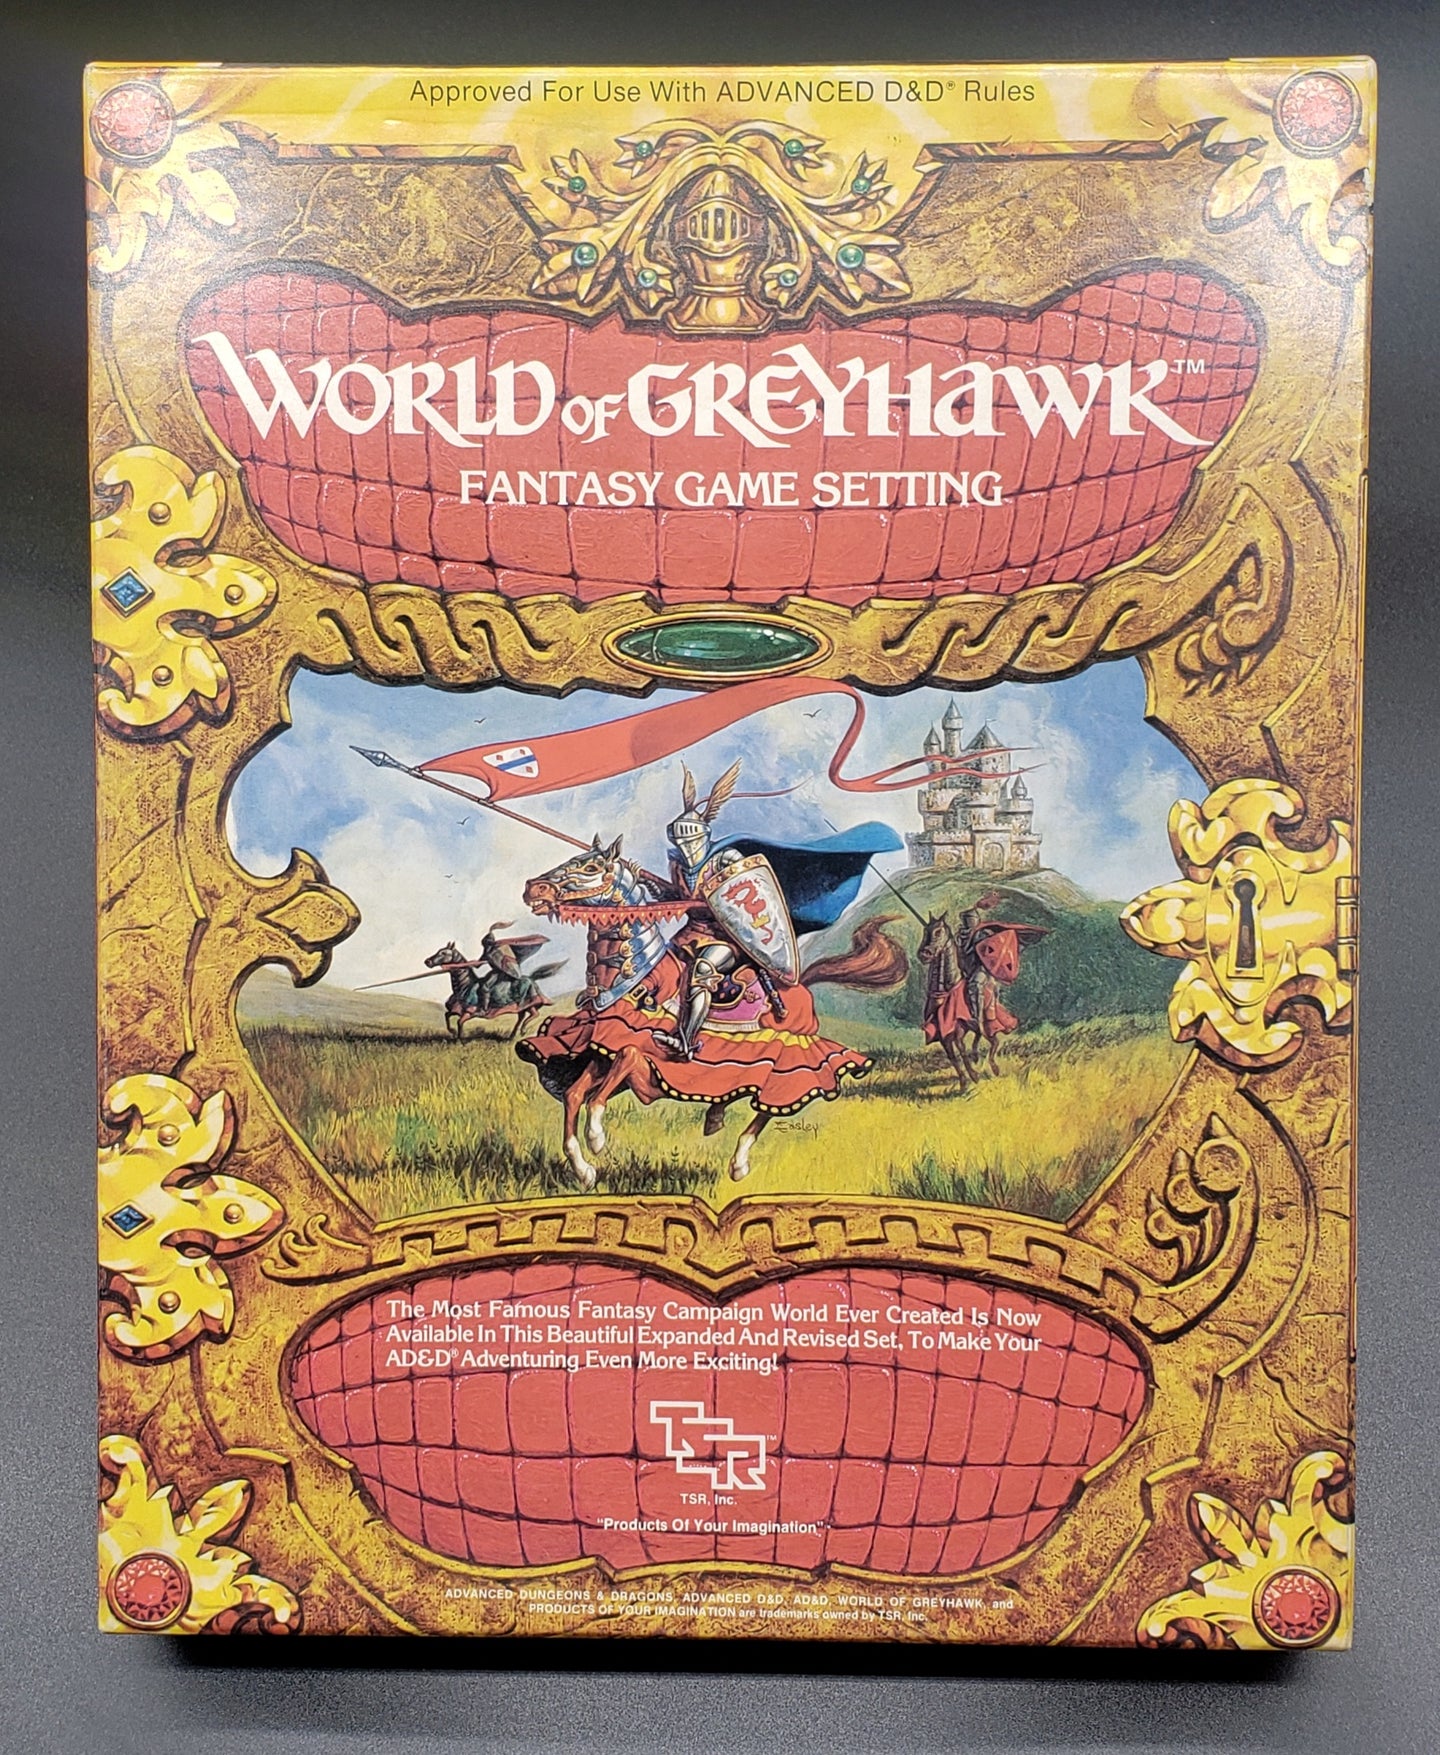 Approved For Use With ADVANCED D&D® Rules
WORLD OF GREYHAWK™
FANTASY GAME SETTING
Easley
The Most Famous Fantasy Campaign World Ever Created Is Now
Available In This Beautiful Expanded And Revised Set, To Make Your
AD&D® Adventuring Even More Exciting!
TSR™
TSR, Inc.
"Products Of Your Imagination"
ADVANCED DUNGEONS & DRAGONS, ADVANCED D&D, AD&D, WORLD OF GREYHAWK, and
PRODUCTS OF YOUR IMAGINATION are trademarks owned by TSR, Inc.